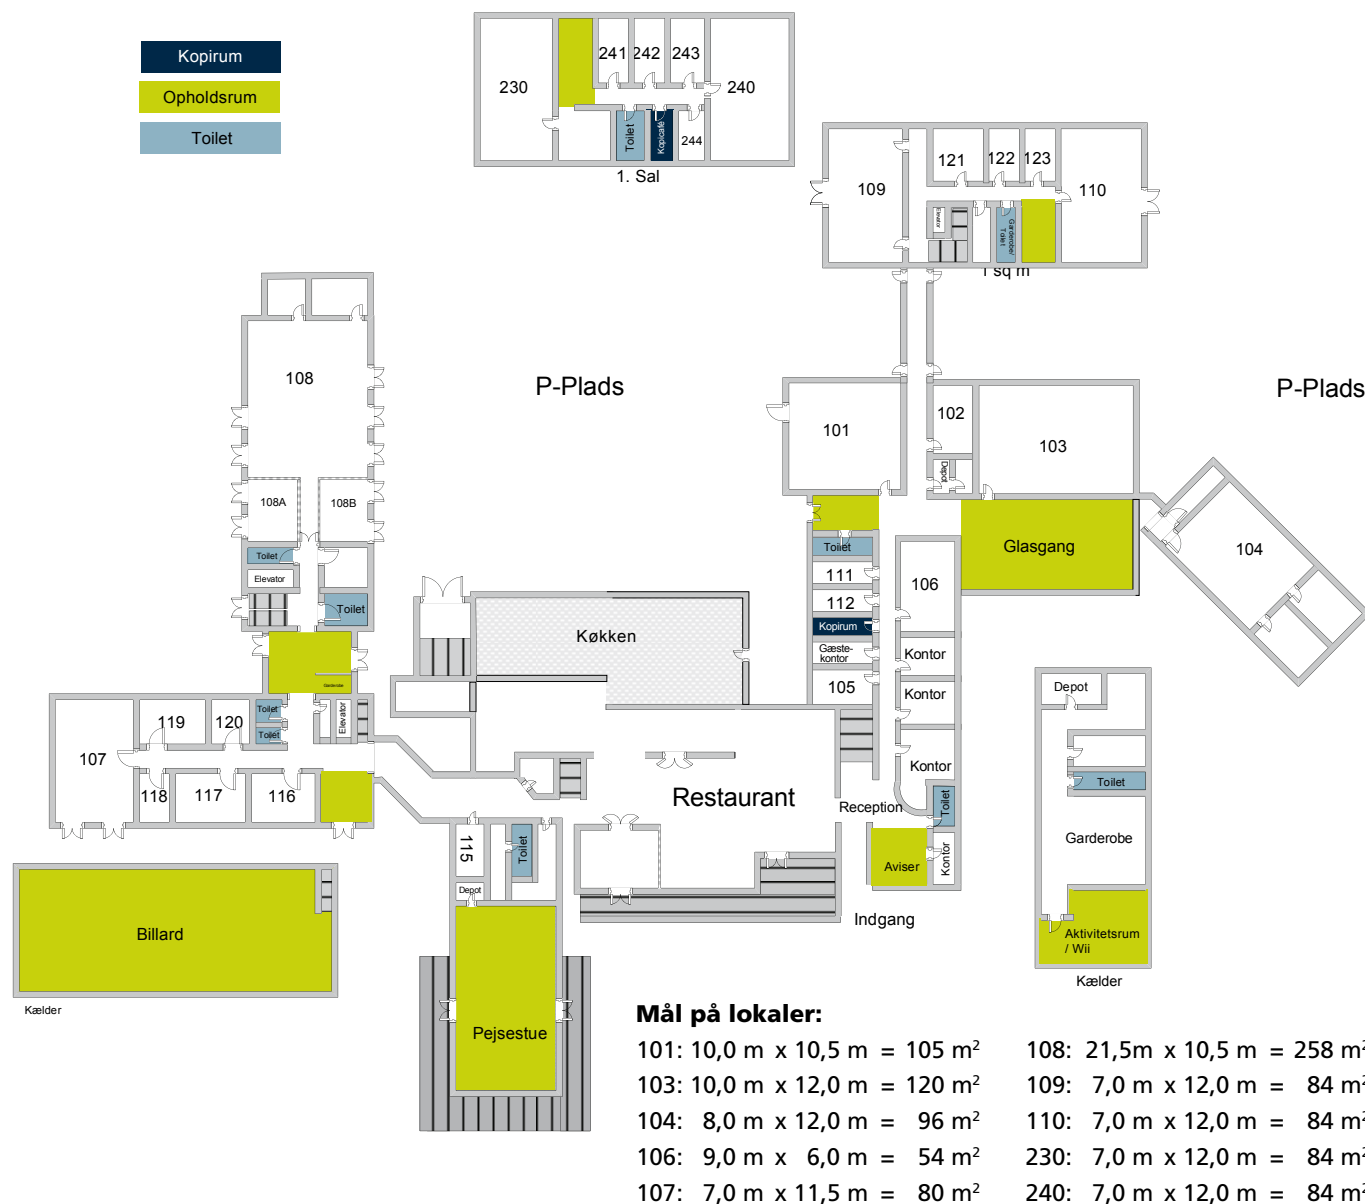 Kopirum
Opholdsrum
Toilet
230
241
242
243
240
Toilet
Kopicafé
244
1. Sal
109
121
122
123
110
Elevator
Garderobe/
Toilet
1 sq m
108
P-Plads
P-Plads
101
102
103
Depot
108A
108B
Toilet
Elevator
Toilet
Toilet
111
112
Kopirum
Gæste-
kontor
105
106
Glasgang
104
Køkken
Kontor
Kontor
Kontor
Garderobe
119
120
Toilet
Toilet
Elevator
107
118
117
116
Restaurant
Reception
Toilet
Aviser
Kontor
Indgang
115
Toilet
Depot
Pejsestue
Billard
Kælder
Depot
Toilet
Garderobe
Aktivitetsrum
/ Wii
Kælder
Mål på lokaler:
101: 10,0 m x 10,5 m = 105 m²
103: 10,0 m x 12,0 m = 120 m²
104: 8,0 m x 12,0 m = 96 m²
106: 9,0 m x 6,0 m = 54 m²
107: 7,0 m x 11,5 m = 80 m²
108: 21,5m x 10,5 m = 258 m²
109: 7,0 m x 12,0 m = 84 m²
110: 7,0 m x 12,0 m = 84 m²
230: 7,0 m x 12,0 m = 84 m²
240: 7,0 m x 12,0 m = 84 m²